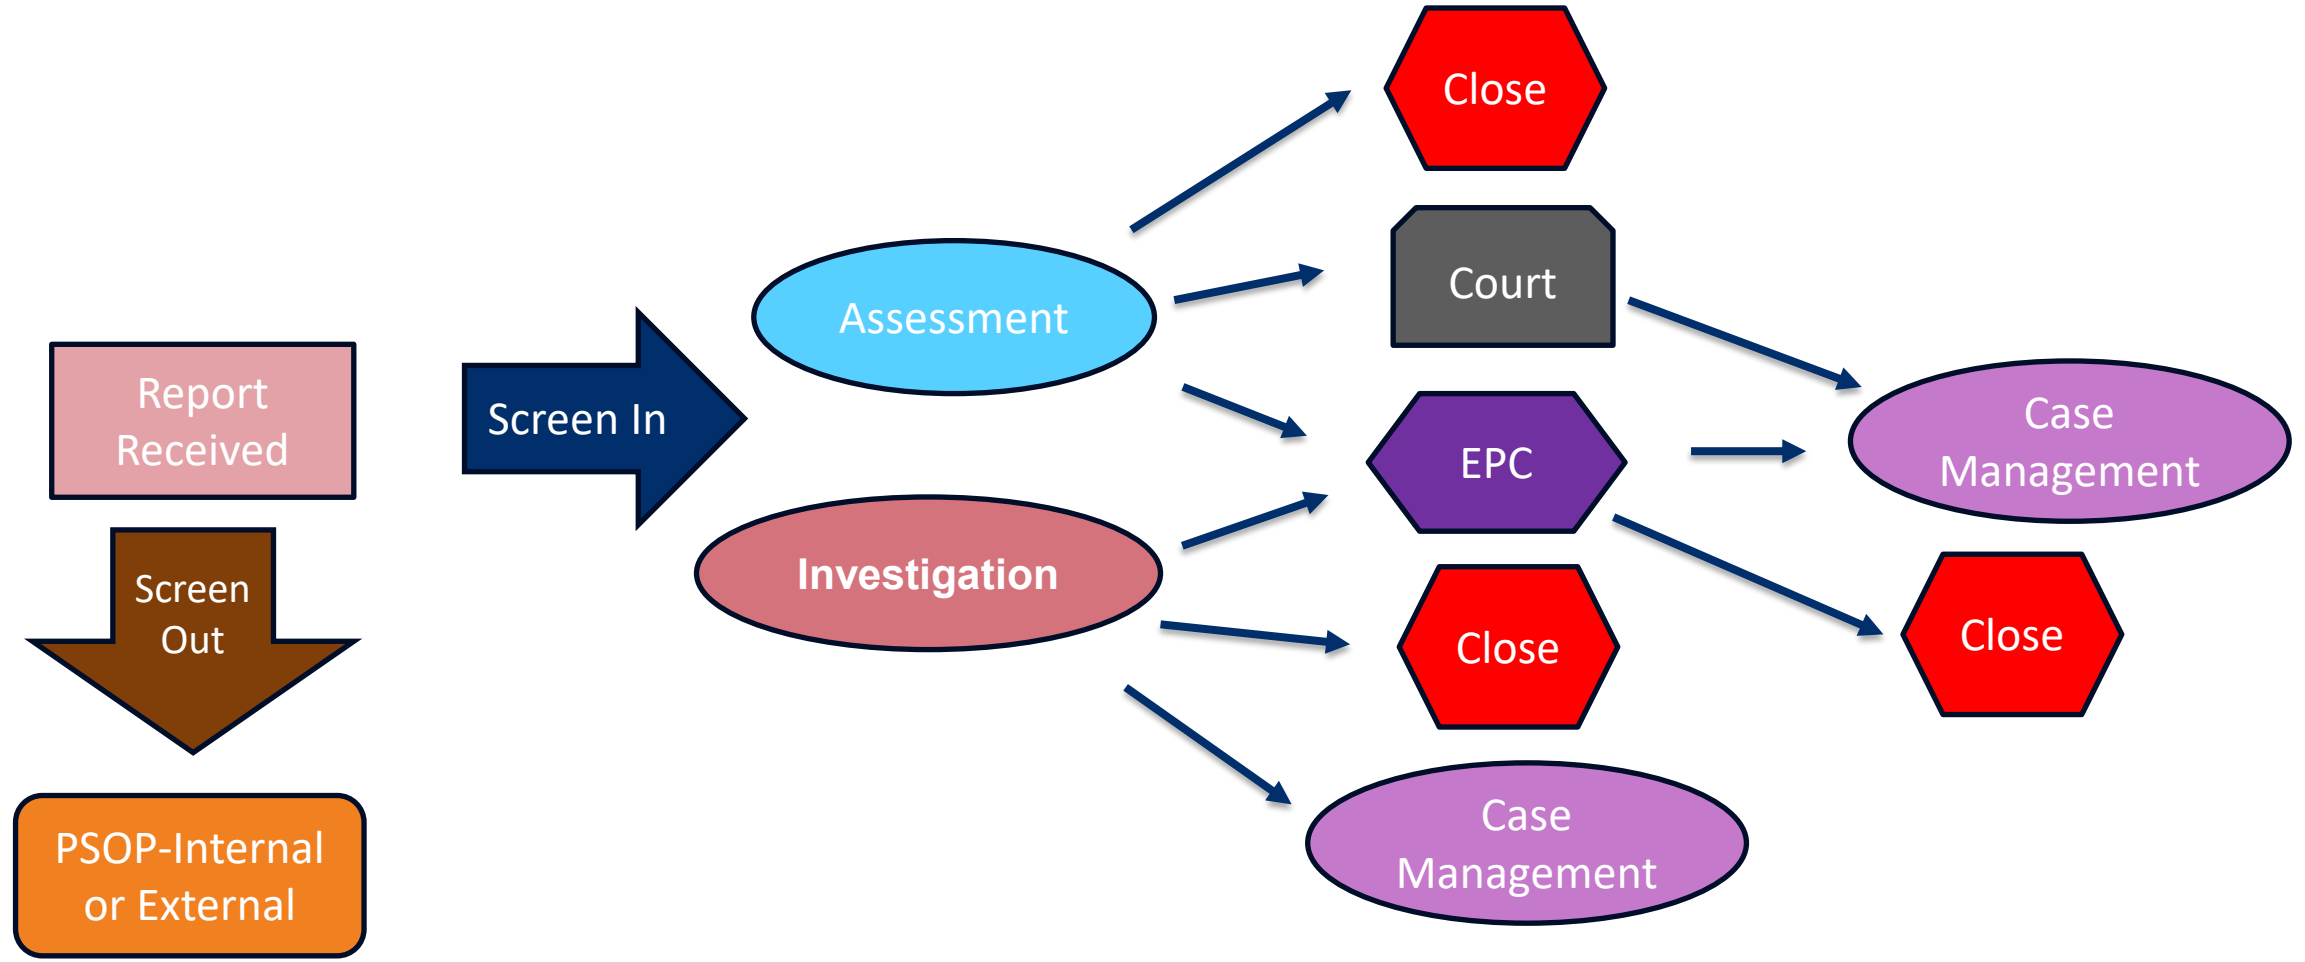 Report
Received
Screen
Out
PSOP-Internal
or External
Screen In
Assessment
Investigation
Close
Court
EPC
Close
Case
Management
Case
Management
Close